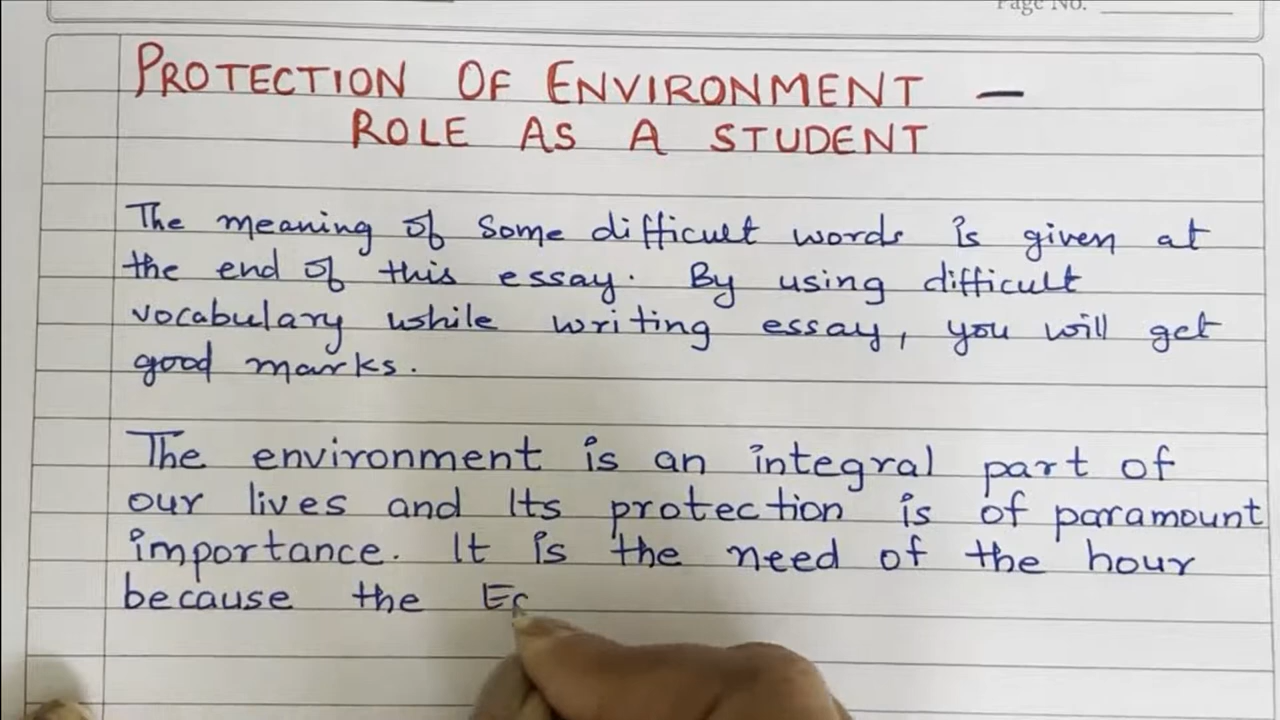 Page No.
PROTECTION OF ENVIRONMENT —
ROLE AS A STUDENT
The meaning of some difficult words is given at
the end of this essay. By using difficult
vocabulary while writing essay, you will get
good marks.
The environment is an integral part of
our lives and Its protection is of paramount
importance. It is the need of the hour
because the